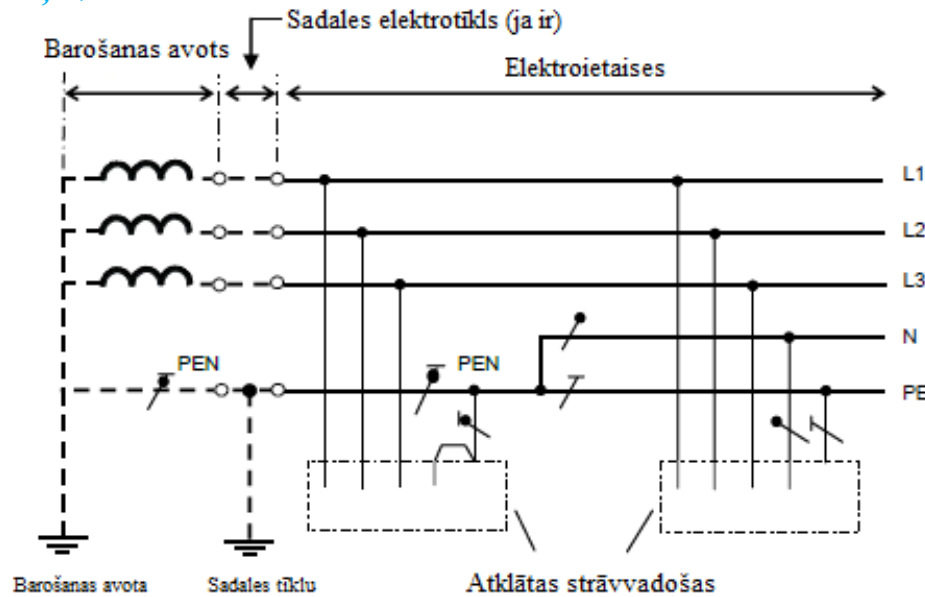 Sadales elektrotīkls (ja ir)
Barošanas avots
Elektroietaises
L1
L2
L3
N
PEN
PEN
PE
Barošanas avota
Sadales tīklu
Atklātas strāvvadošas